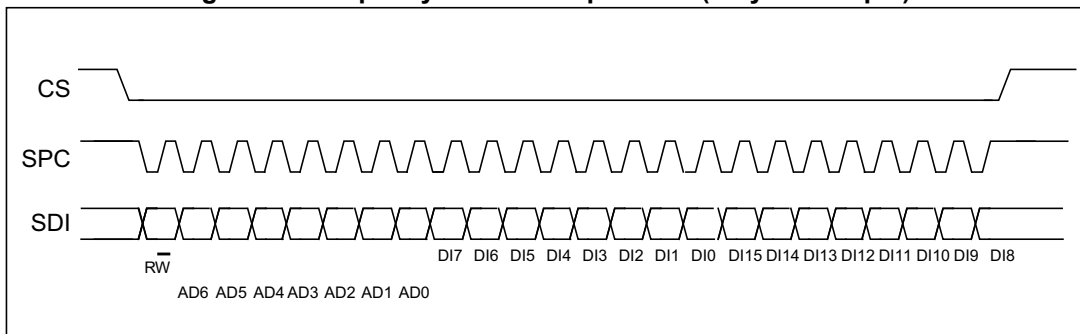 CS
SPC
SDI
DI7 DI6 DI5 DI4 DI3 DI2 DI1 DI0 DI15 DI14 DI13 DI12 DI11 DI10 DI9 DI8
RW
AD6 AD5 AD4 AD3 AD2 AD1 AD0